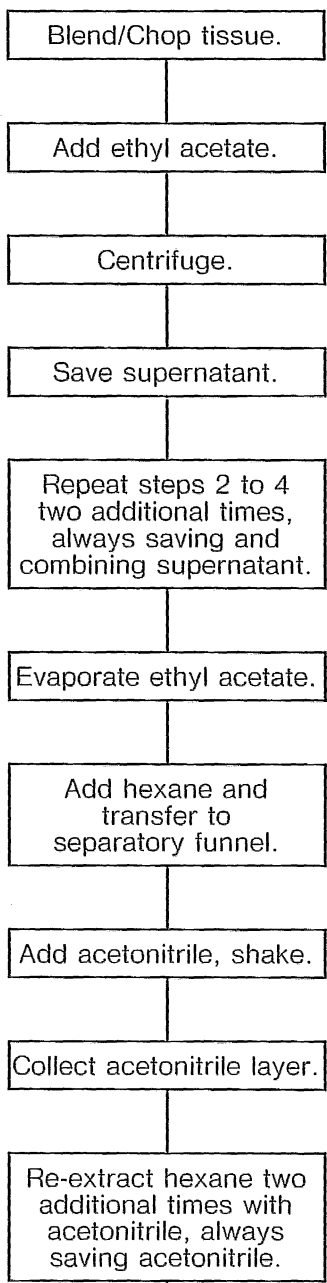 Blend/Chop tissue.
Add ethyl acetate.
Centrifuge.
Save supernatant.
Repeat steps 2 to 4
two additional times,
always saving and
combining supernatant.
Evaporate ethyl acetate.
Add hexane and
transfer to
separatory funnel.
Add acetonitrile, shake.
Collect acetonitrile layer.
Re-extract hexane two
additional times with
acetonitrile, always
saving acetonitrile.